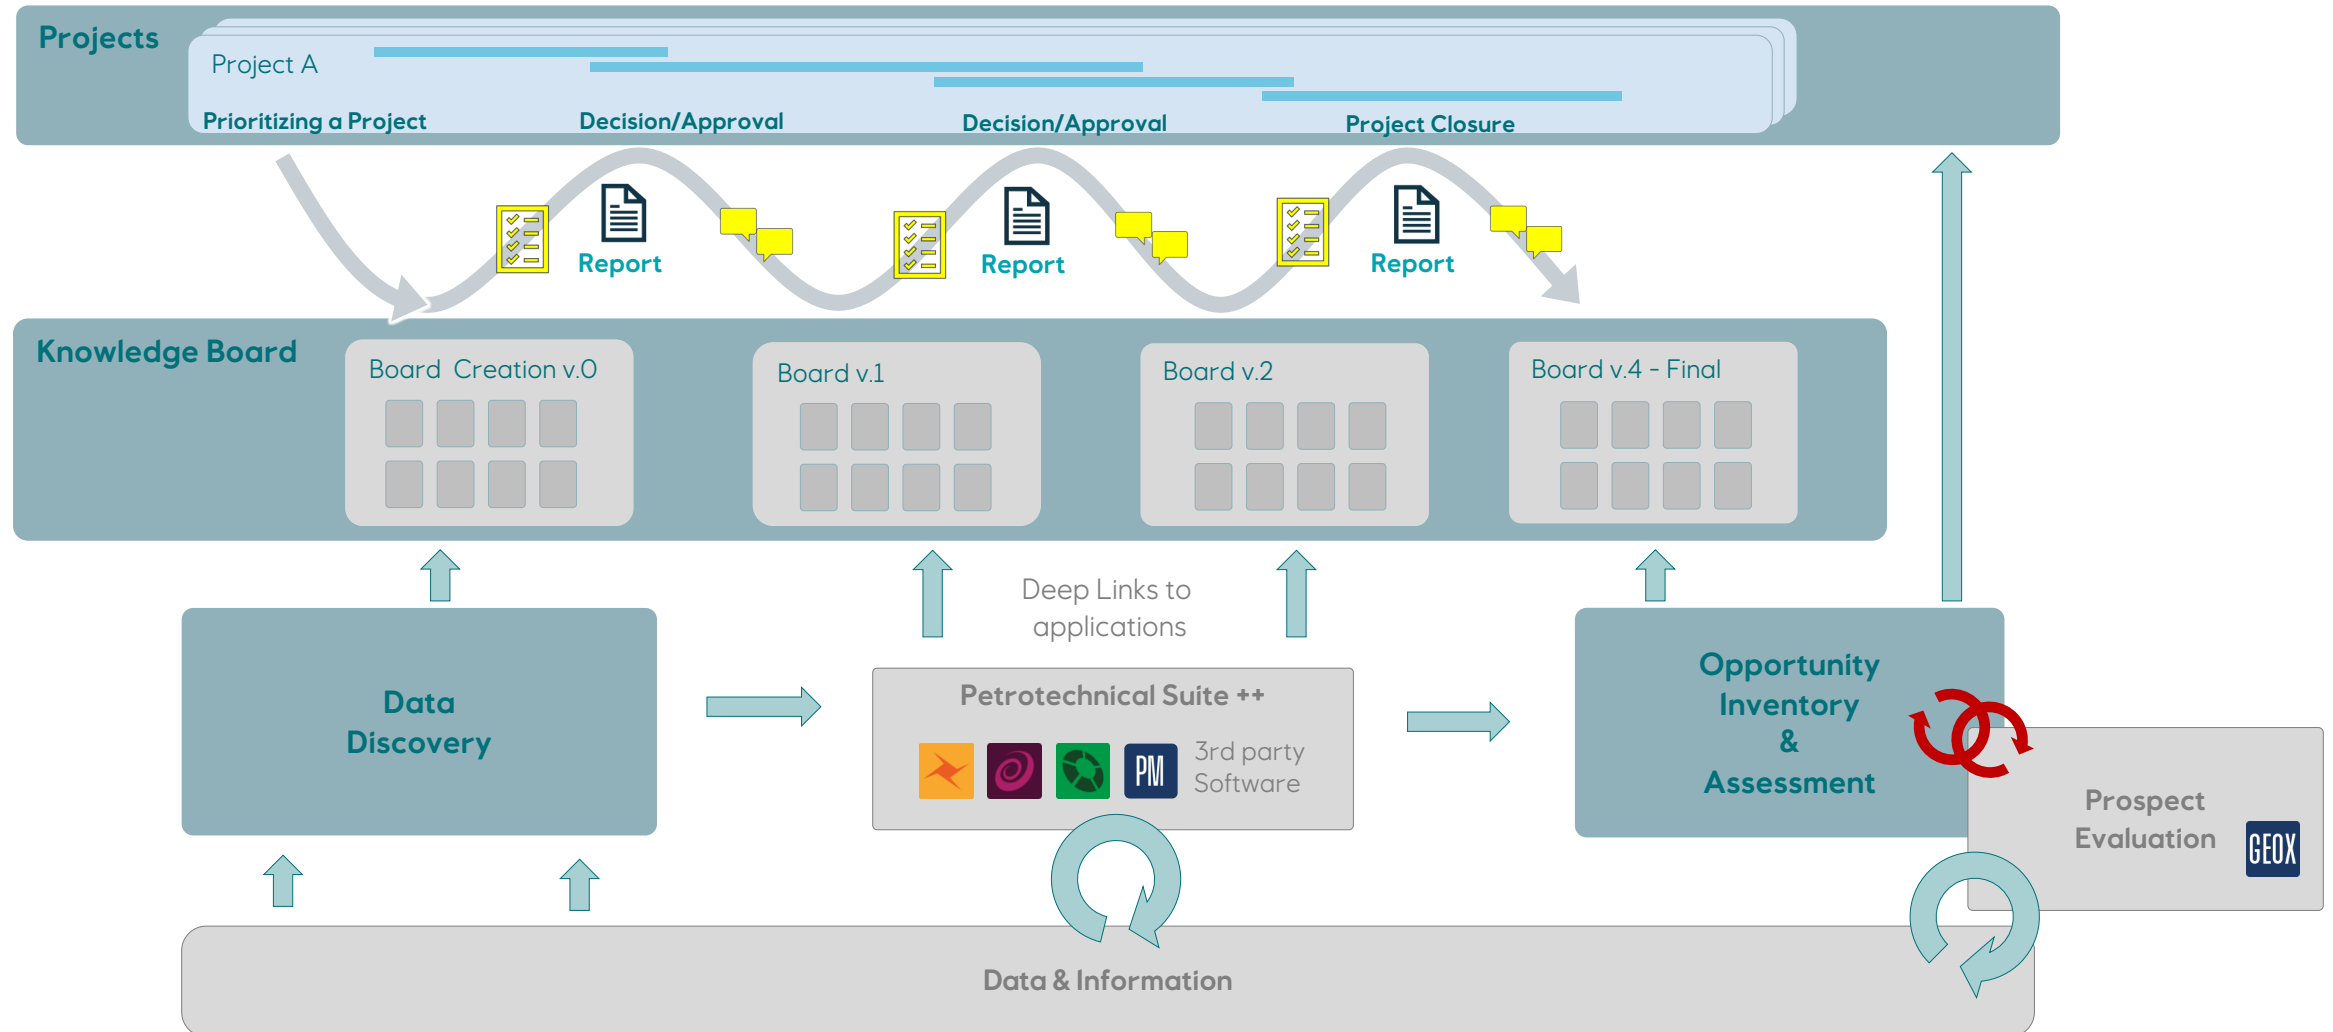 Projects
Project A
Prioritizing a Project
Decision/Approval
Decision/Approval
Project Closure
Report
Report
Report
Knowledge Board
Board  Creation v.0
Board v.1
Board v.2
Board v.4 - Final
Deep Links to
applications
Data
Discovery
Petrotechnical Suite ++
PM
3rd party
Software
Opportunity
Inventory
&
Assessment
Prospect
Evaluation
GEOX
Data & Information